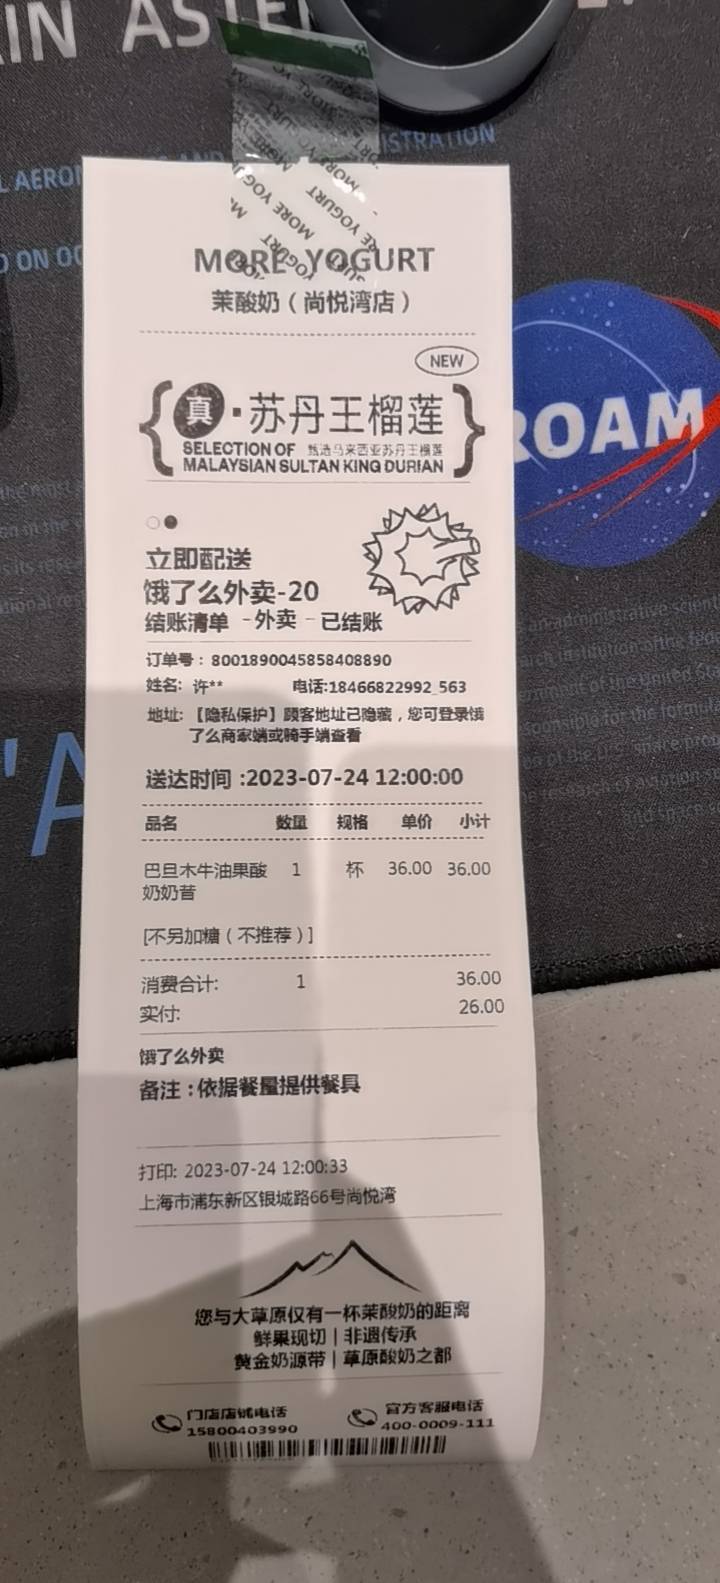 AIN ASTE
L AERON
AND
ISTRATION
D ON OC
MORE YOGURT
MORE YOGURT
茉酸奶（尚悦湾店）
NEW
{真·苏丹王榴莲}
SELECTION OF 甄选马来西亚苏丹王榴莲
MALAYSIAN SULTAN KING DURIAN
ROAM
立即配送
饿了么外卖-20
结账清单 -外卖 - 已结账
订单号：8001890045858408890
姓名: 许** 电话:18466822992_563
地址: 【隐私保护】顾客地址已隐藏，您可登录饿
了么商家端或骑手端查看
送达时间 :2023-07-24 12:00:00
品名 数量 规格 单价 小计
巴旦木牛油果酸 1 杯 36.00 36.00
奶奶昔
[不另加糖（不推荐）]
消费合计: 1 36.00
实付: 26.00
饿了么外卖
备注：依据餐量提供餐具
打印: 2023-07-24 12:00:33
上海市浦东新区银城路66号尚悦湾
您与大草原仅有一杯茉酸奶的距离
鲜果现切｜非遗传承
黄金奶源带｜草原酸奶之都
门店店铺电话 官方客服电话
15800403990 400-0009-111